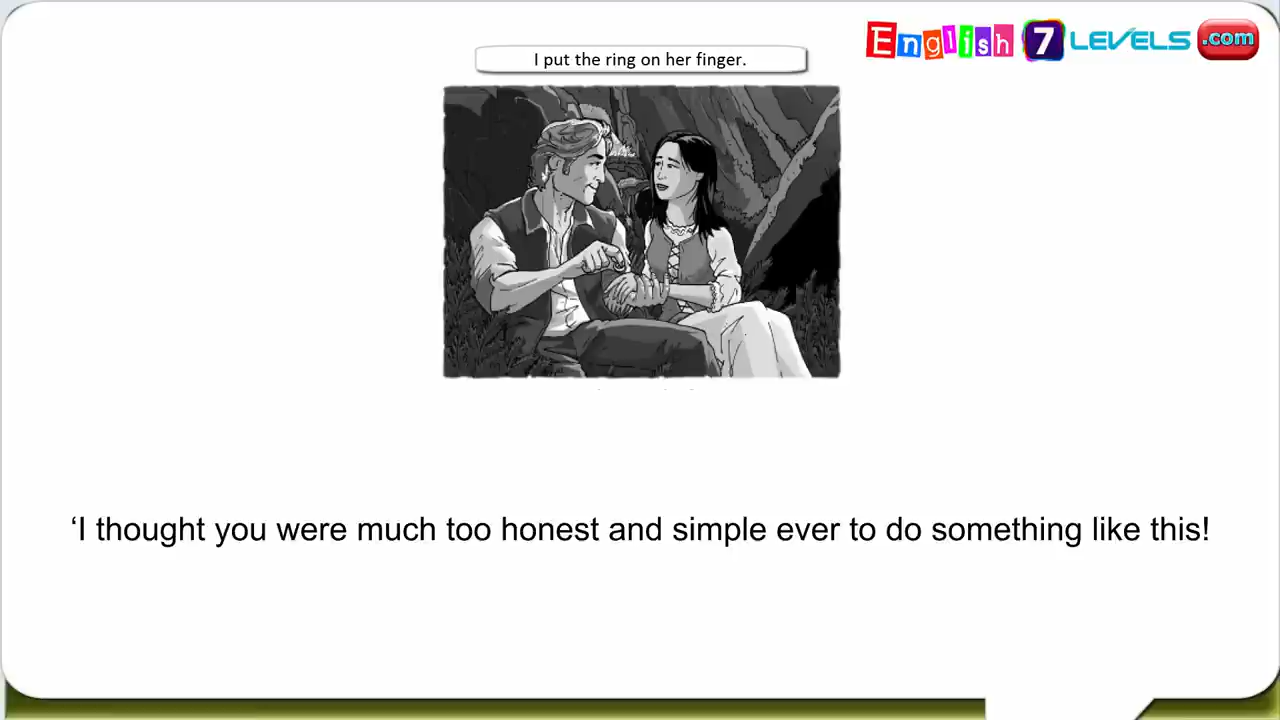 English 7 LEVELS .com
I put the ring on her finger.
‘I thought you were much too honest and simple ever to do something like this!